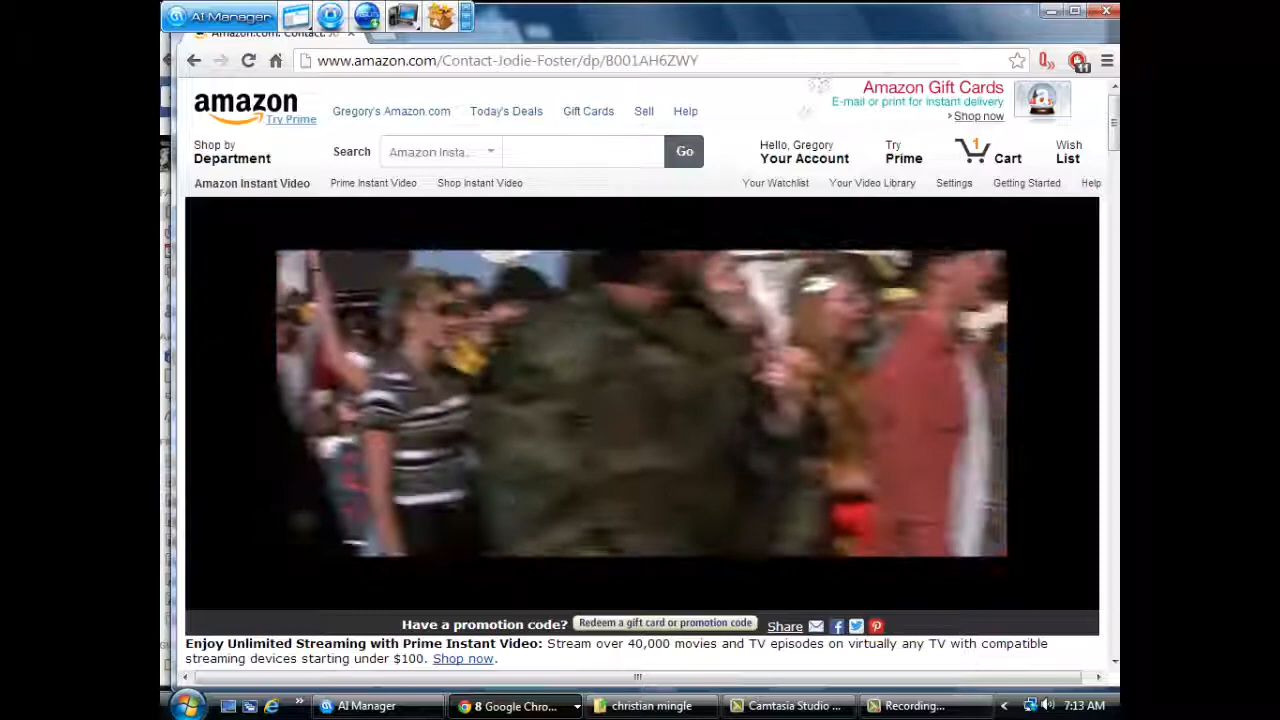 AI Manager
Amazon.com: Contact: Jo
www.amazon.com/Contact-Jodie-Foster/dp/B001AH6ZWY
11
amazon
Try Prime
Gregory's Amazon.com
Today's Deals
Gift Cards
Sell
Help
Amazon Gift Cards
E-mail or print for instant delivery
Shop now
Shop by
Department
Search
Amazon Insta...
Go
Hello, Gregory
Your Account
Try
Prime
1
Cart
Wish
List
Amazon Instant Video
Prime Instant Video
Shop Instant Video
Your Watchlist
Your Video Library
Settings
Getting Started
Help
Have a promotion code?
Redeem a gift card or promotion code
Share
Enjoy Unlimited Streaming with Prime Instant Video: Stream over 40,000 movies and TV episodes on virtually any TV with compatible
streaming devices starting under $100. Shop now.
AI Manager
8 Google Chro...
christian mingle
Camtasia Studio ...
Recording...
7:13 AM